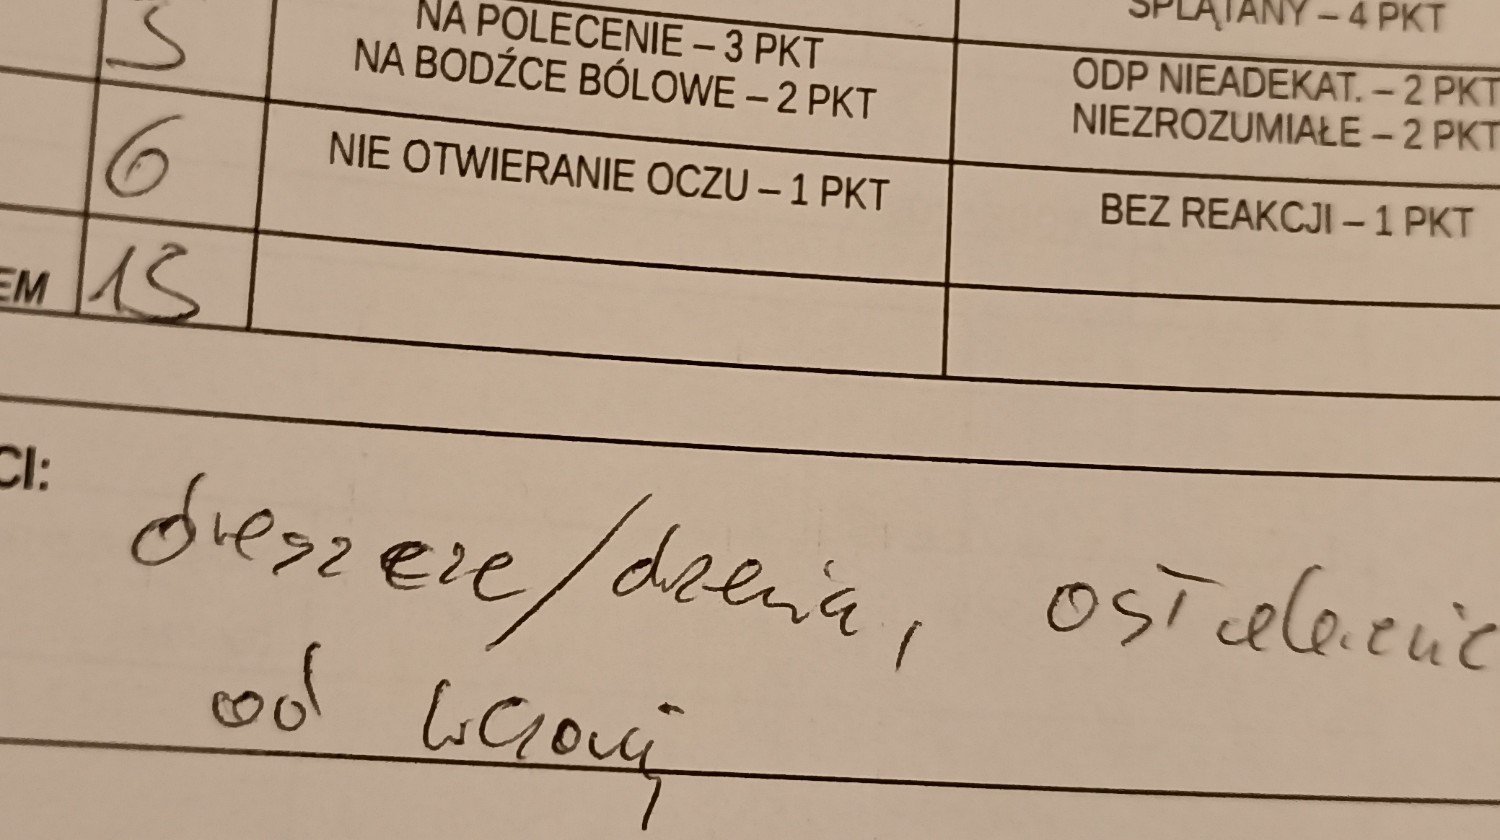 5 NA POLECENIE – 3 PKT SPLĄTANY – 4 PKT
NA BODŹCE BÓLOWE – 2 PKT ODP NIEADEKAT. – 2 PKT
NIEZROZUMIAŁE – 2 PKT
6 NIE OTWIERANIE OCZU – 1 PKT BEZ REAKCJI – 1 PKT
EM 15
CI: dreszcze/drżenia, osłabienie
od wczoraj